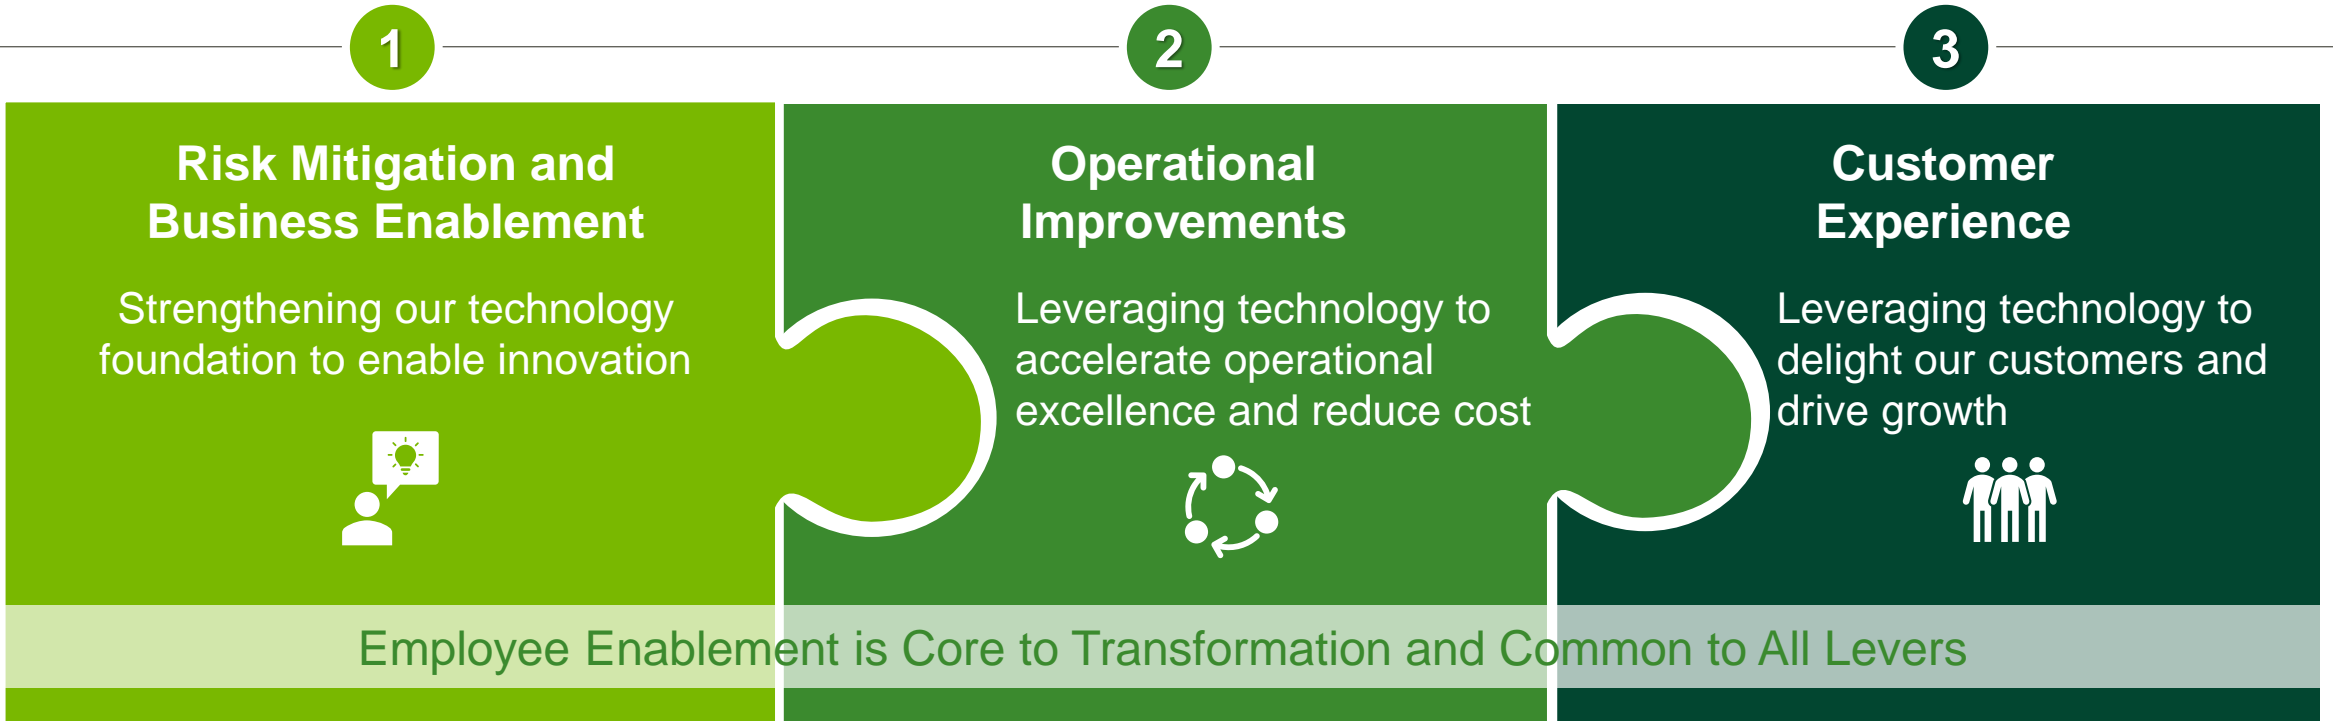 1
2
3
Risk Mitigation and
Business Enablement
Strengthening our technology
foundation to enable innovation
Operational
Improvements
Leveraging technology to
accelerate operational
excellence and reduce cost
Customer
Experience
Leveraging technology to
delight our customers and
drive growth
Employee Enablement is Core to Transformation and Common to All Levers